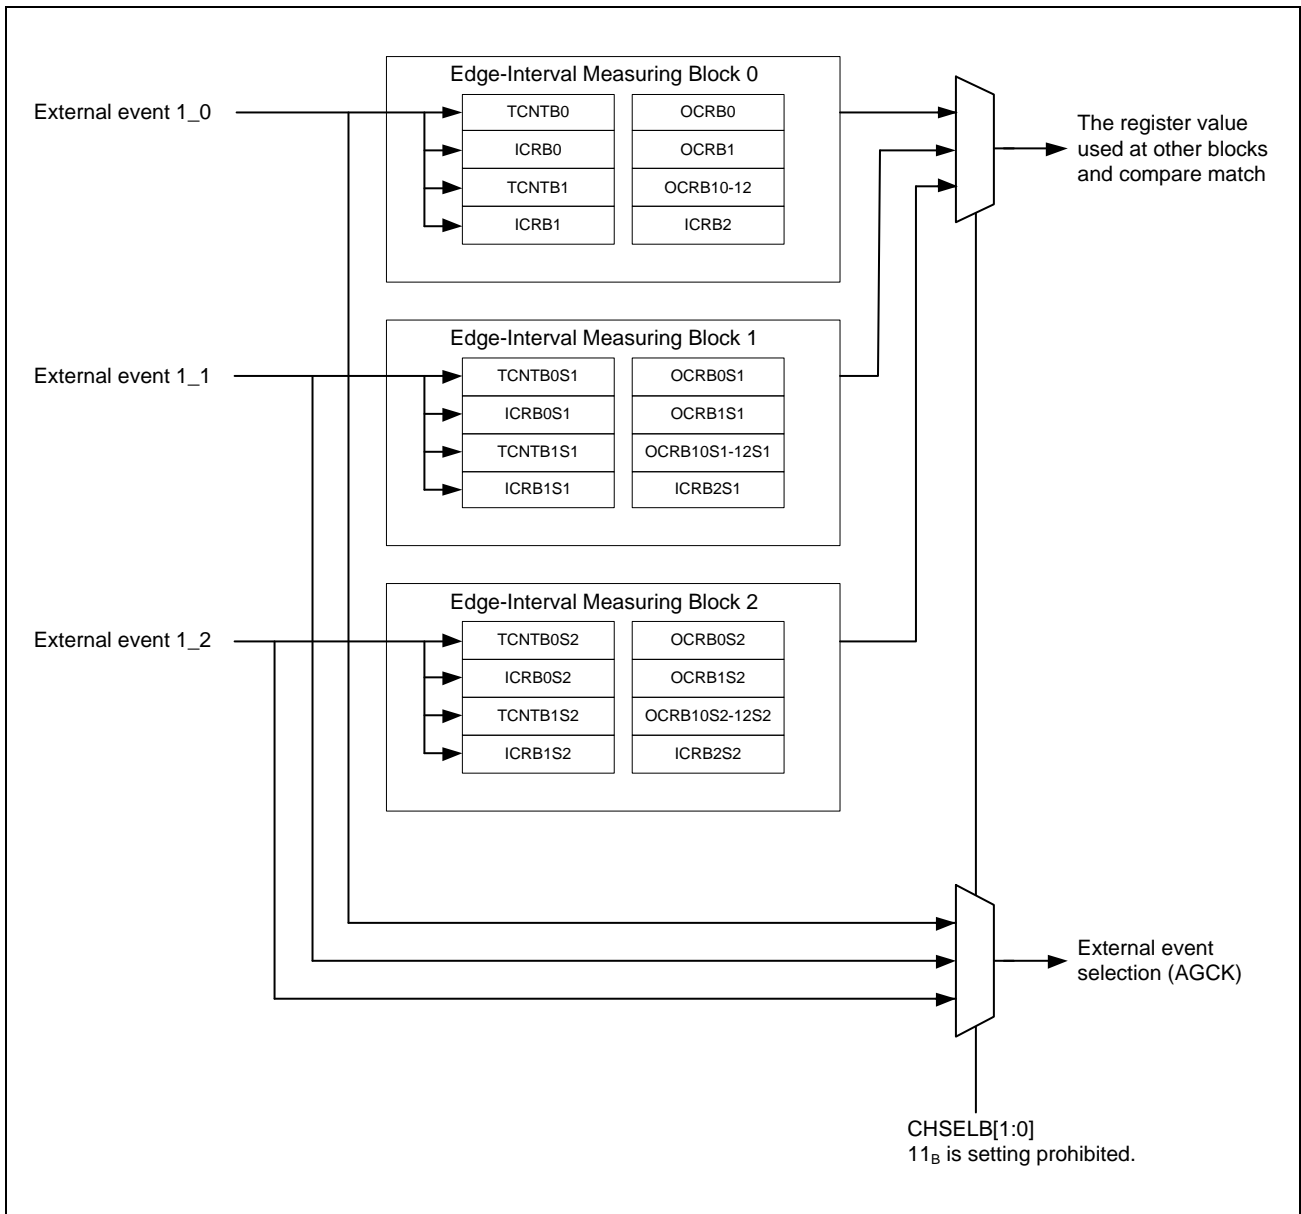 Edge-Interval Measuring Block 0
External event 1_0
TCNTB0
OCRB0
ICRB0
OCRB1
TCNTB1
OCRB10-12
ICRB1
ICRB2
The register value
used at other blocks
and compare match
Edge-Interval Measuring Block 1
External event 1_1
TCNTB0S1
OCRB0S1
ICRB0S1
OCRB1S1
TCNTB1S1
OCRB10S1-12S1
ICRB1S1
ICRB2S1
Edge-Interval Measuring Block 2
External event 1_2
TCNTB0S2
OCRB0S2
ICRB0S2
OCRB1S2
TCNTB1S2
OCRB10S2-12S2
ICRB1S2
ICRB2S2
External event
selection (AGCK)
CHSELB[1:0]
11B is setting prohibited.